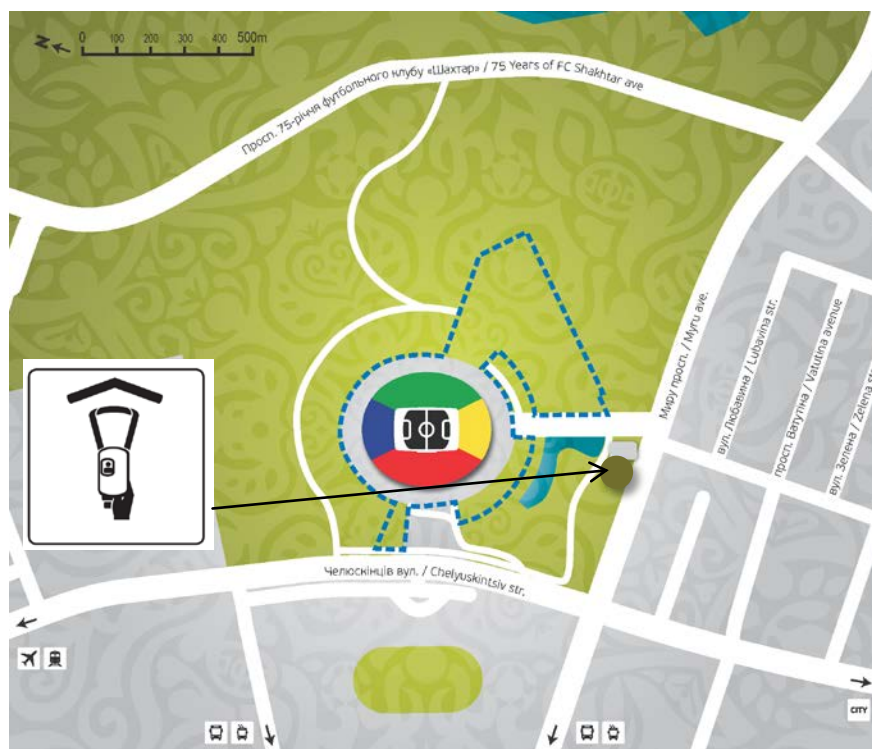 N 0 100 200 300 400 500m
Просп. 75-річчя футбольного клубу «Шахтар» / 75 Years of FC Shakhtar ave
Миру просп. / Myru ave.
вул. Любавина / Lubavina str.
просп. Ватутіна / Vatutina avenue
вул. Зелена / Zelena str
Челюскінців вул. / Chelyuskintsiv str.
CITY